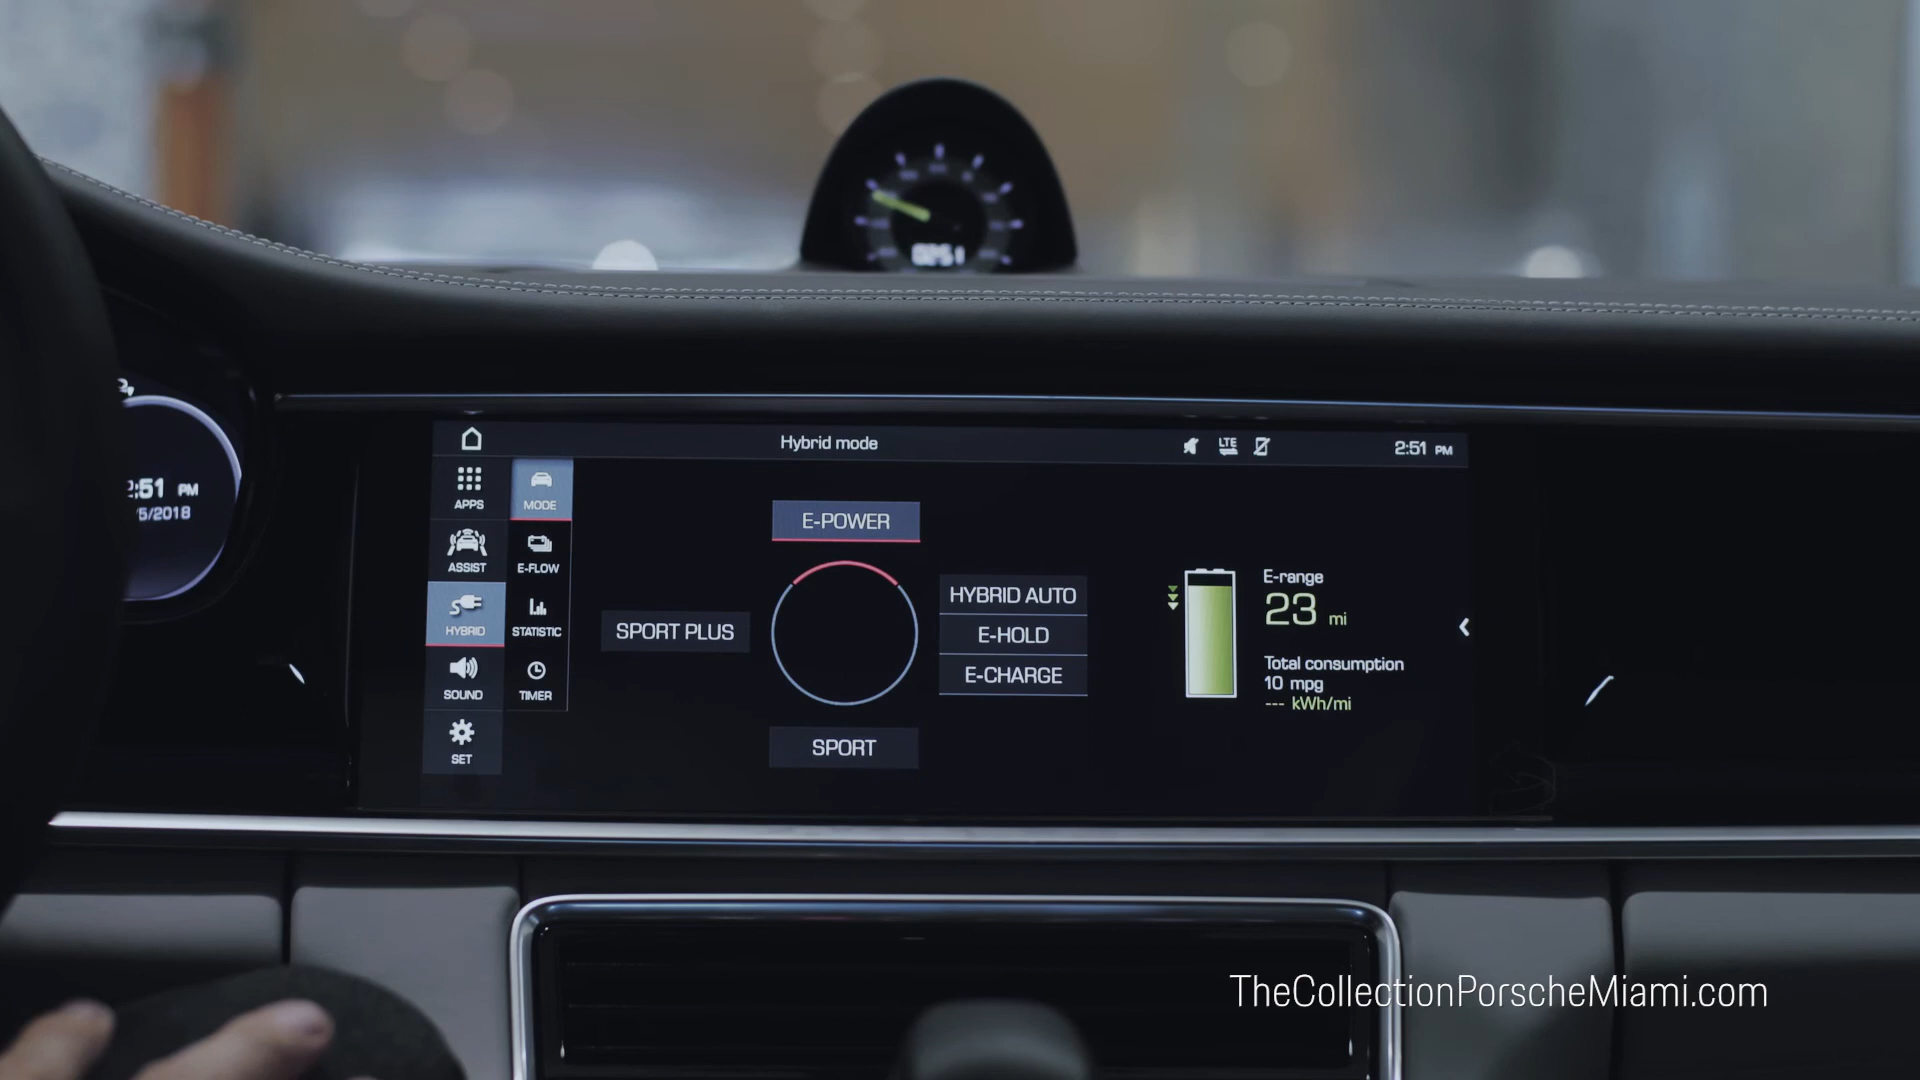 Hybrid mode
LTE
2:51 PM
APPS
MODE
ASSIST
E-FLOW
HYBRID
STATISTIC
SOUND
TIMER
SET
E-POWER
SPORT PLUS
HYBRID AUTO
E-HOLD
E-CHARGE
SPORT
E-range
23 mi
Total consumption
10 mpg
--- kWh/mi
:51 PM
5/2018
TheCollectionPorscheMiami.com